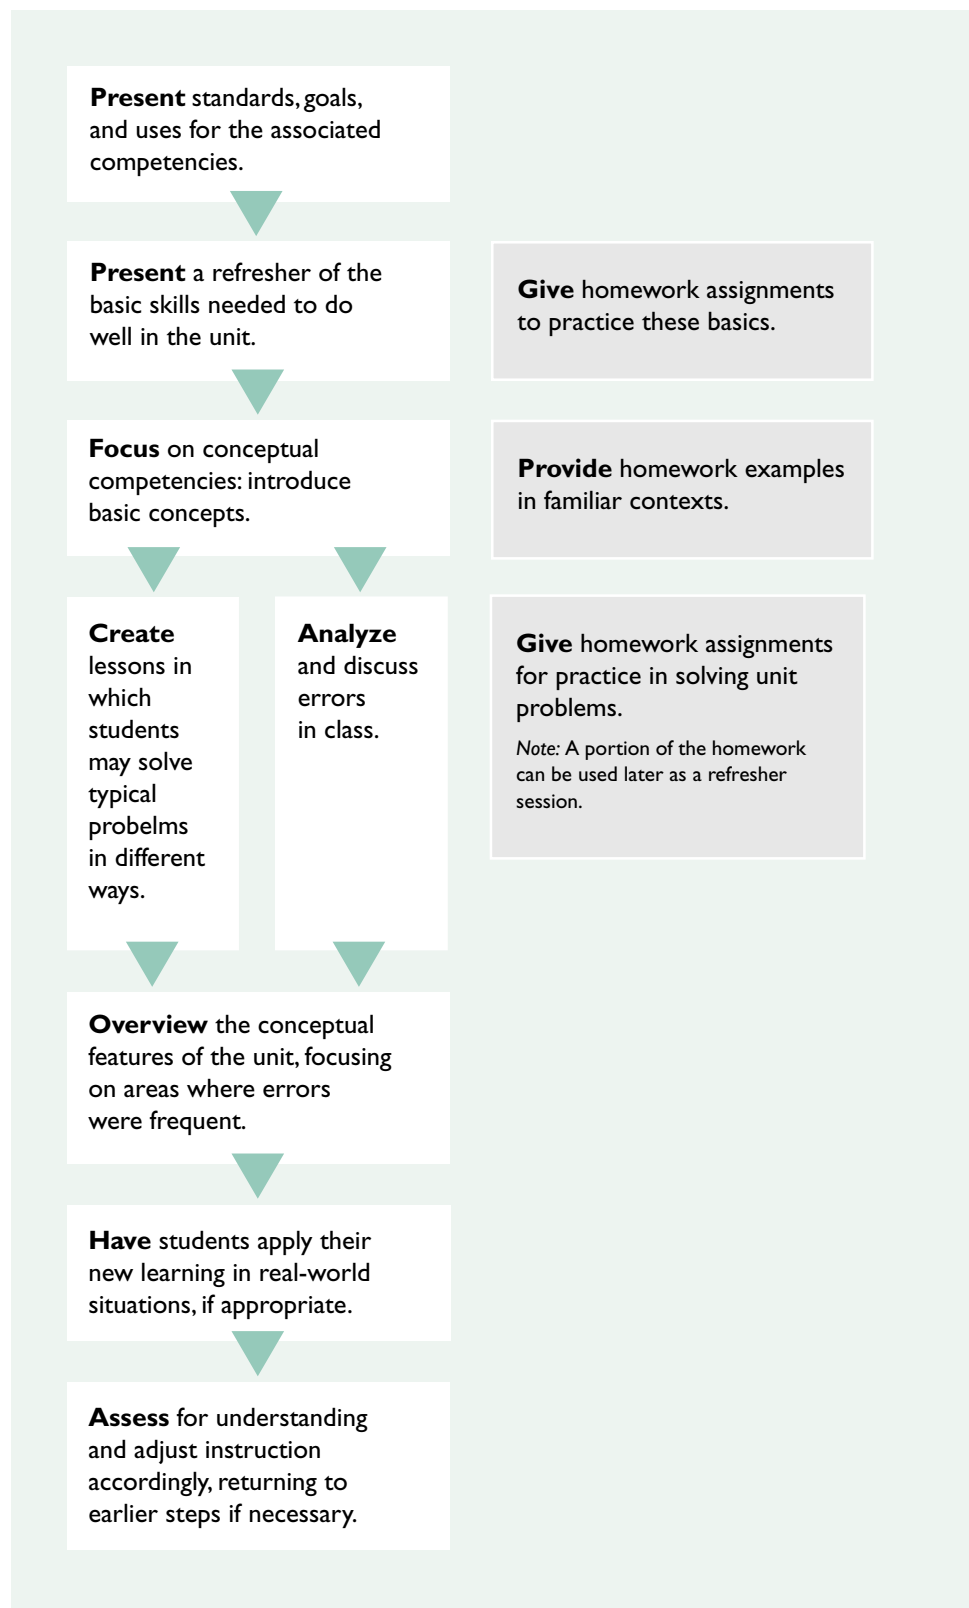 Present standards, goals,
and uses for the associated
competencies.
Present a refresher of the
basic skills needed to do
well in the unit.
Give homework assignments
to practice these basics.
Focus on conceptual
competencies: introduce
basic concepts.
Provide homework examples
in familiar contexts.
Create
lessons in
which
students
may solve
typical
probelms
in different
ways.
Analyze
and discuss
errors
in class.
Give homework assignments
for practice in solving unit
problems.
Note: A portion of the homework
can be used later as a refresher
session.
Overview the conceptual
features of the unit, focusing
on areas where errors
were frequent.
Have students apply their
new learning in real-world
situations, if appropriate.
Assess for understanding
and adjust instruction
accordingly, returning to
earlier steps if necessary.